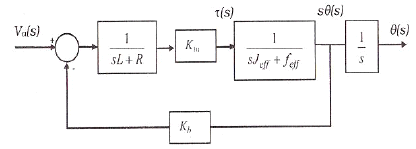 Va(s)
+
-
1
sL + R
Km
τ(s)
1
sJeff + feff
sθ(s)
1
s
θ(s)
Kb